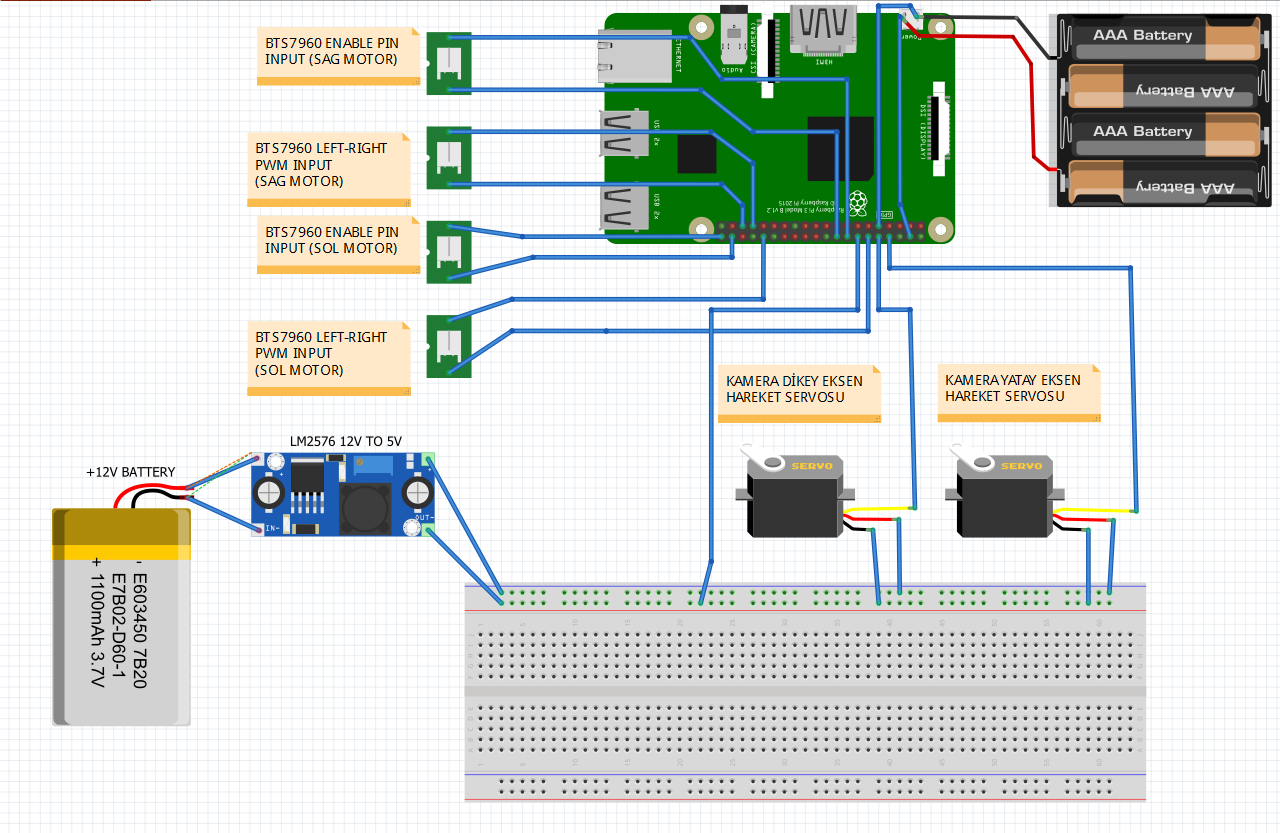 BTS7960 ENABLE PIN
INPUT (SAG MOTOR)
BTS7960 LEFT-RIGHT
PWM INPUT
(SAG MOTOR)
BTS7960 ENABLE PIN
INPUT (SOL MOTOR)
BTS7960 LEFT-RIGHT
PWM INPUT
(SOL MOTOR)
ETHERNET
Audio
CSI (CAMERA)
HDMI
Power
DSI (DISPLAY)
USB 2x
GPIO
Raspberry Pi 3 Model B v1.2
© Raspberry Pi 2015
AAA Battery
AAA Battery
AAA Battery
AAA Battery
KAMERA DİKEY EKSEN
HAREKET SERVOSU
KAMERA YATAY EKSEN
HAREKET SERVOSU
SERVO
SERVO
LM2576 12V TO 5V
IN-
OUT-
+12V BATTERY
- E603450 7B20
E7B02-D60-1
+ 1100mAh 3.7V